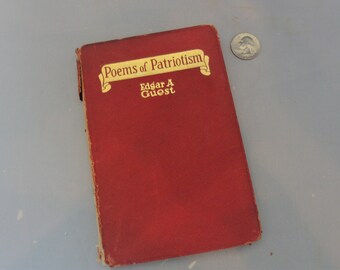 Poems of Patriotism
Edgar A
Guest